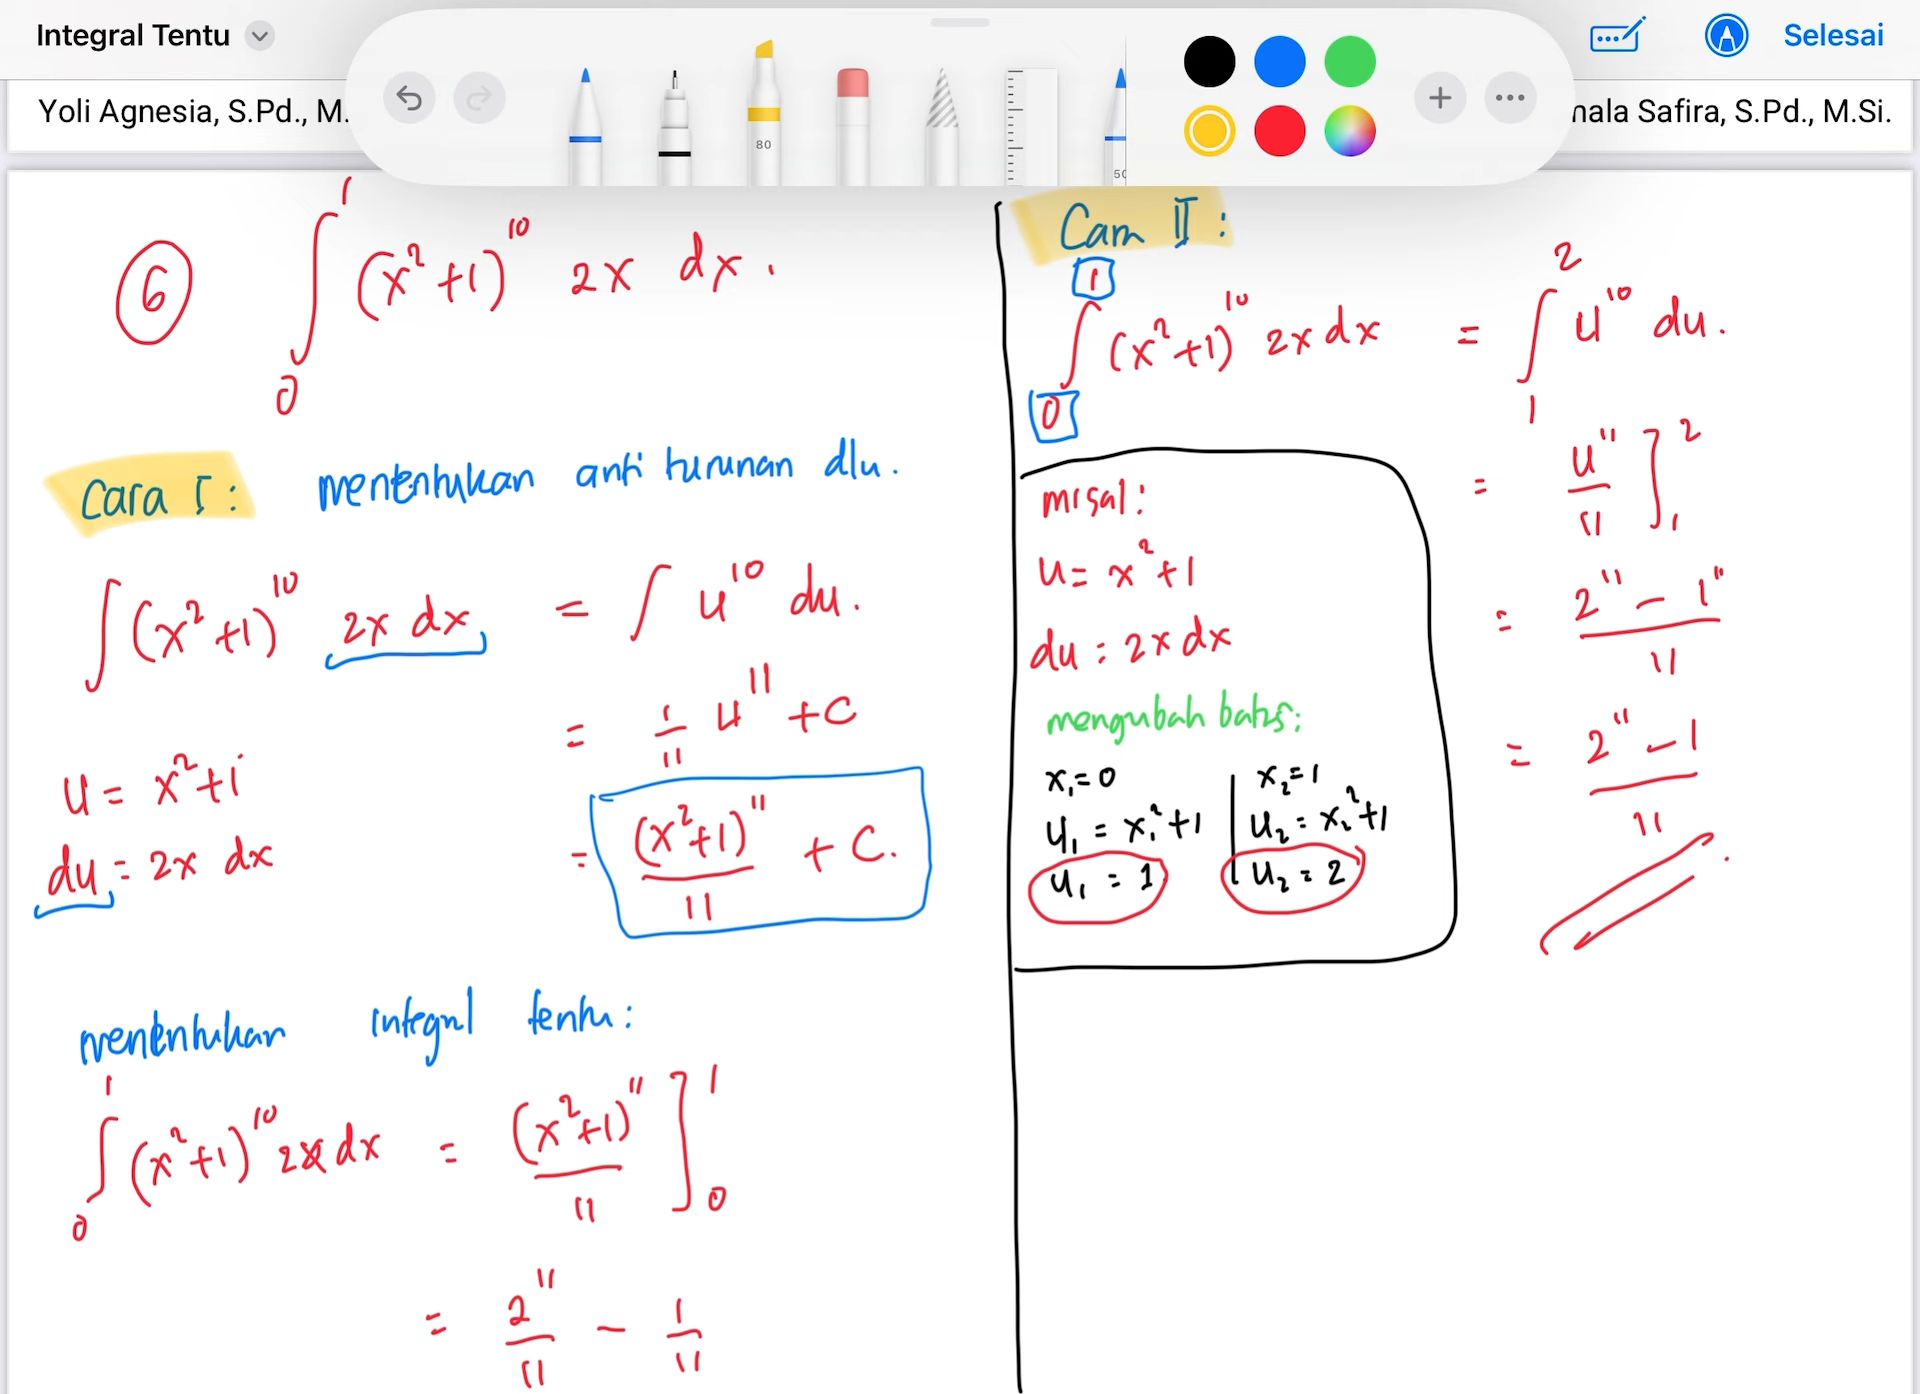 Integral Tentu
Selesai
Yoli Agnesia, S.Pd., M.
nala Safira, S.Pd., M.Si.
80
50
6 ∫₀¹ (x²+1)¹⁰ 2x dx.
Cara I: menentukan anti turunan dlu.
∫(x²+1)¹⁰ 2x dx = ∫ u¹⁰ du.
= 1/11 u¹¹ + C
u = x²+1
du = 2x dx
= (x²+1)¹¹/11 + C.
menentukan integral tentu:
∫₀¹ (x²+1)¹⁰ 2x dx = (x²+1)¹¹/11 ]₀¹
= 2¹¹/11 − 1/11
Cara II:
∫₀¹ (x²+1)¹⁰ 2x dx = ∫₁² u¹⁰ du.
= u¹¹/11 ]₁²
= (2¹¹ − 1¹¹)/11
= (2¹¹ − 1)/11
misal:
u = x²+1
du = 2x dx
mengubah batas:
x₁=0 | x₂=1
u₁ = x₁²+1 | u₂ = x₂²+1
u₁ = 1 | u₂ = 2